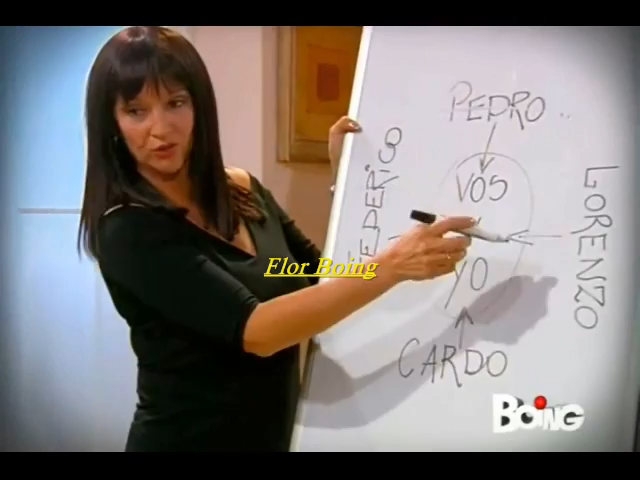 PEDRO..
FEDERICO
VOS
Y
LORENZO
YO
Flor Boing
CARDO
BOING